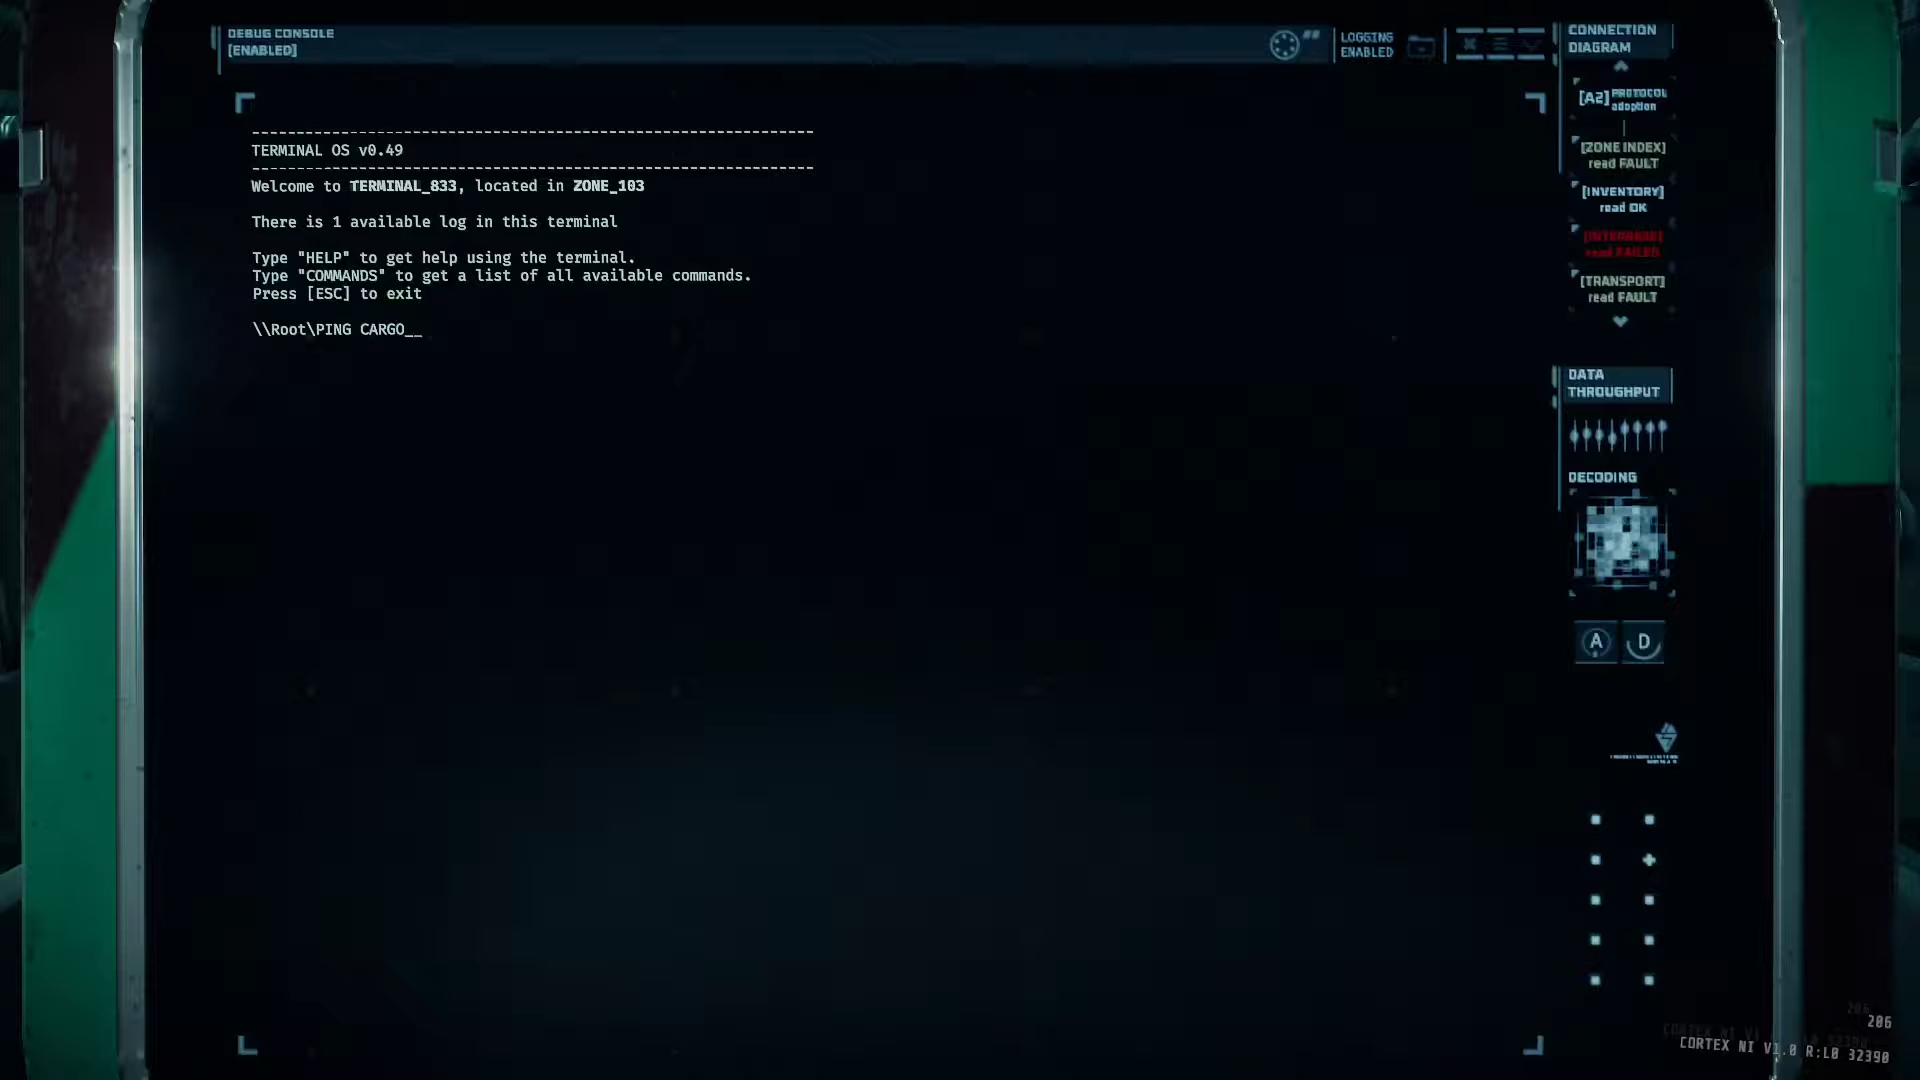 DEBUG CONSOLE
[ENABLED]
LOGGING
ENABLED
CONNECTION
DIAGRAM
[A2] PROTOCOL
adoption
[ZONE INDEX]
read FAULT
[INVENTORY]
read OK
read FAILED
[TRANSPORT]
read FAULT
DATA
THROUGHPUT
DECODING
A D
------------------------------------------------------------------
TERMINAL OS v0.49
------------------------------------------------------------------
Welcome to TERMINAL_833, located in ZONE_103
There is 1 available log in this terminal
Type "HELP" to get help using the terminal.
Type "COMMANDS" to get a list of all available commands.
Press [ESC] to exit
\\Root\PING CARGO__
206
CORTEX NI V1.0 R:L0 32390